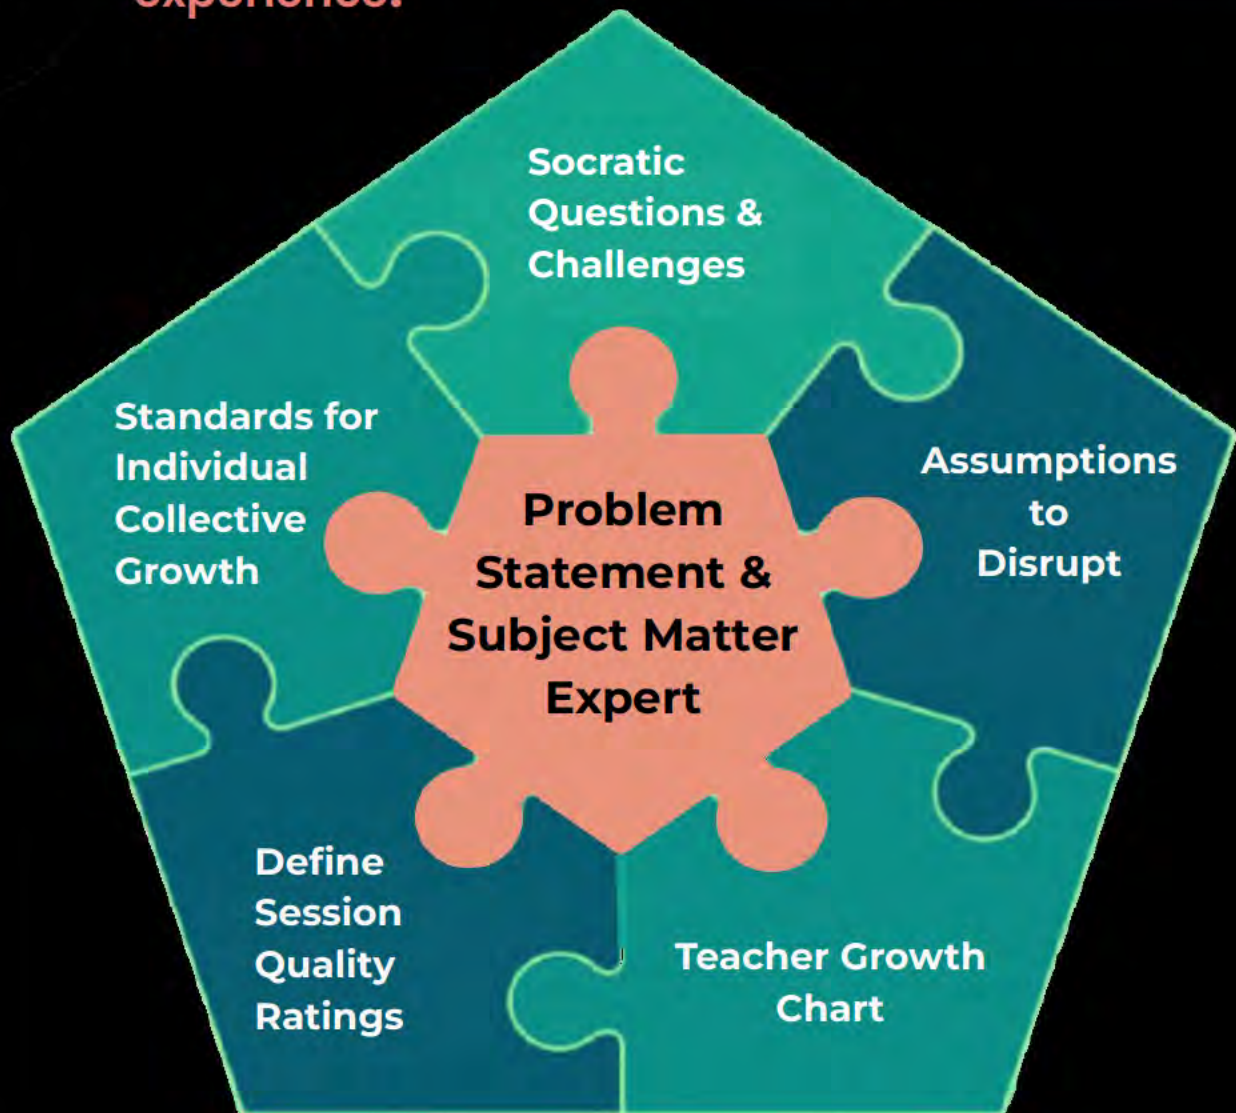 experience.
Socratic
Questions &
Challenges
Standards for
Individual
Collective
Growth
Assumptions
to
Disrupt
Problem
Statement &
Subject Matter
Expert
Define
Session
Quality
Ratings
Teacher Growth
Chart